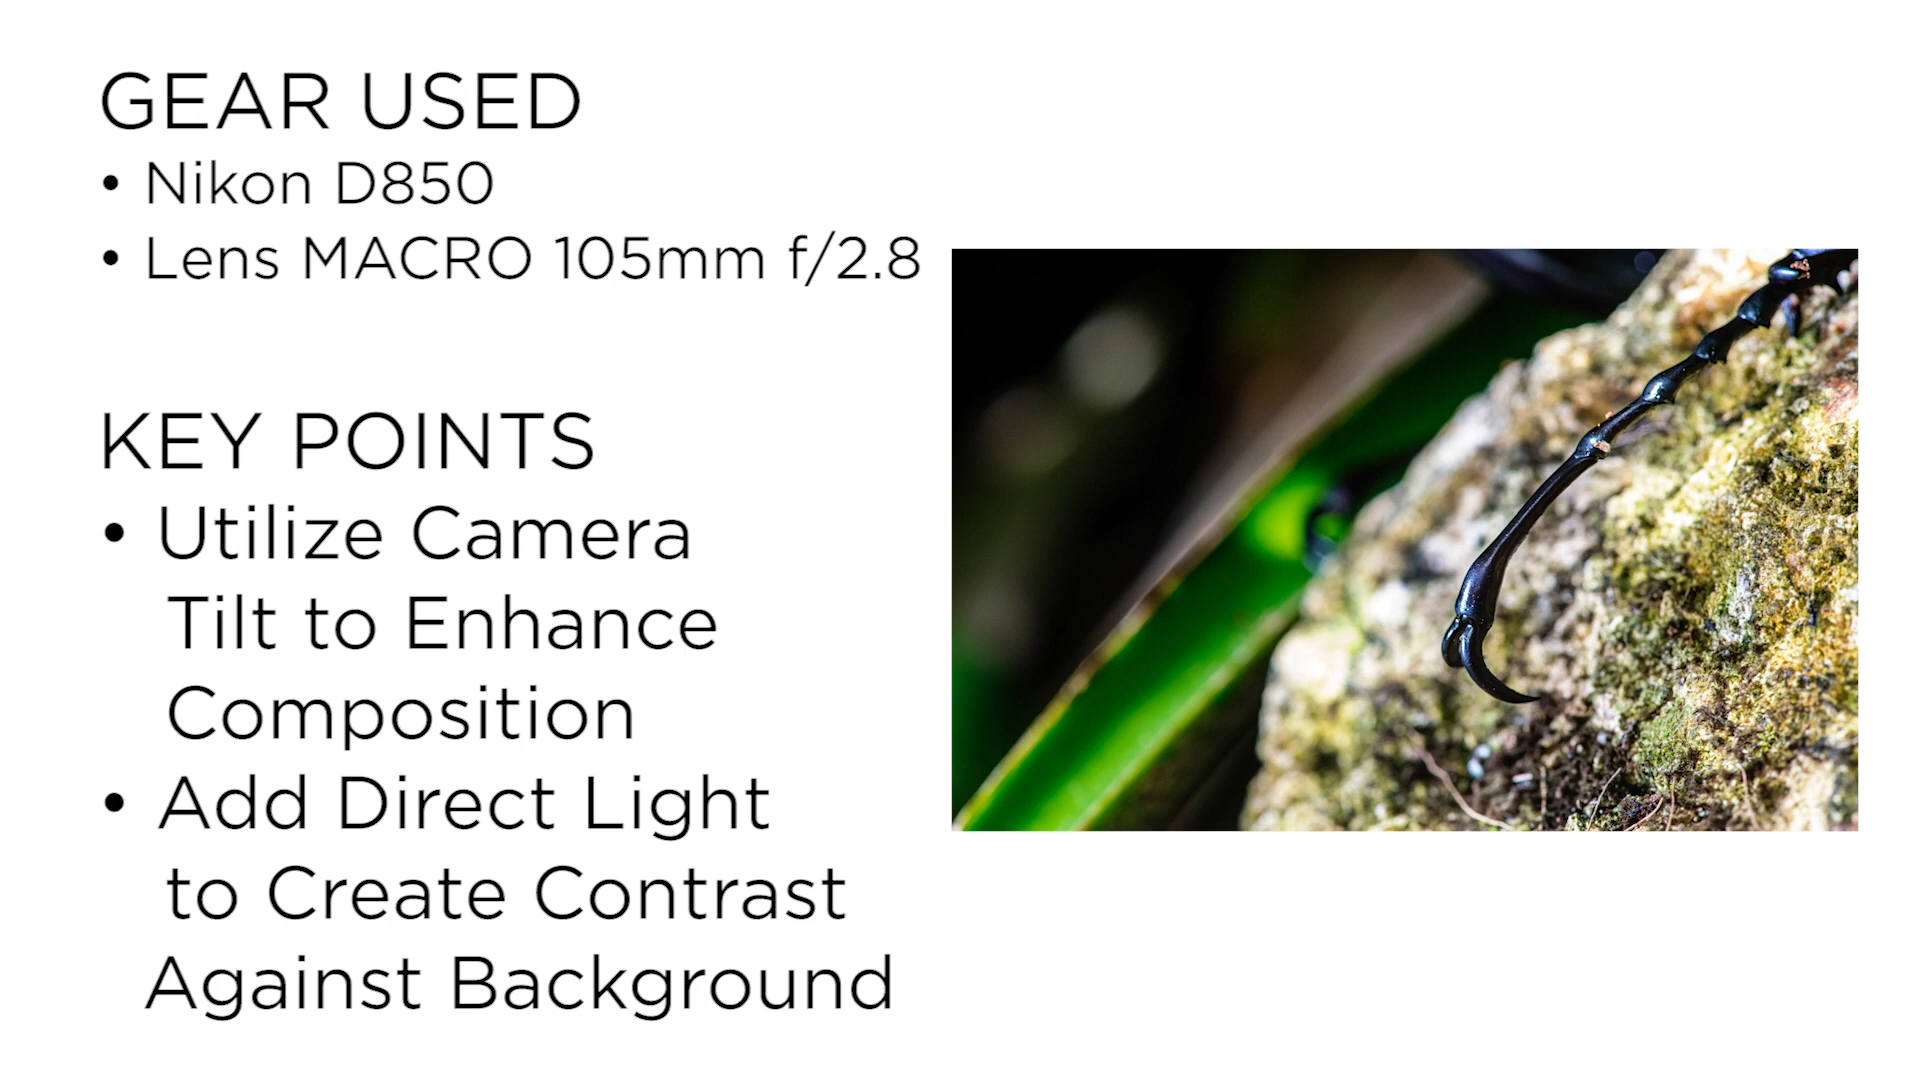 GEAR USED
• Nikon D850
• Lens MACRO 105mm f/2.8
KEY POINTS
• Utilize Camera
Tilt to Enhance
Composition
• Add Direct Light
to Create Contrast
Against Background